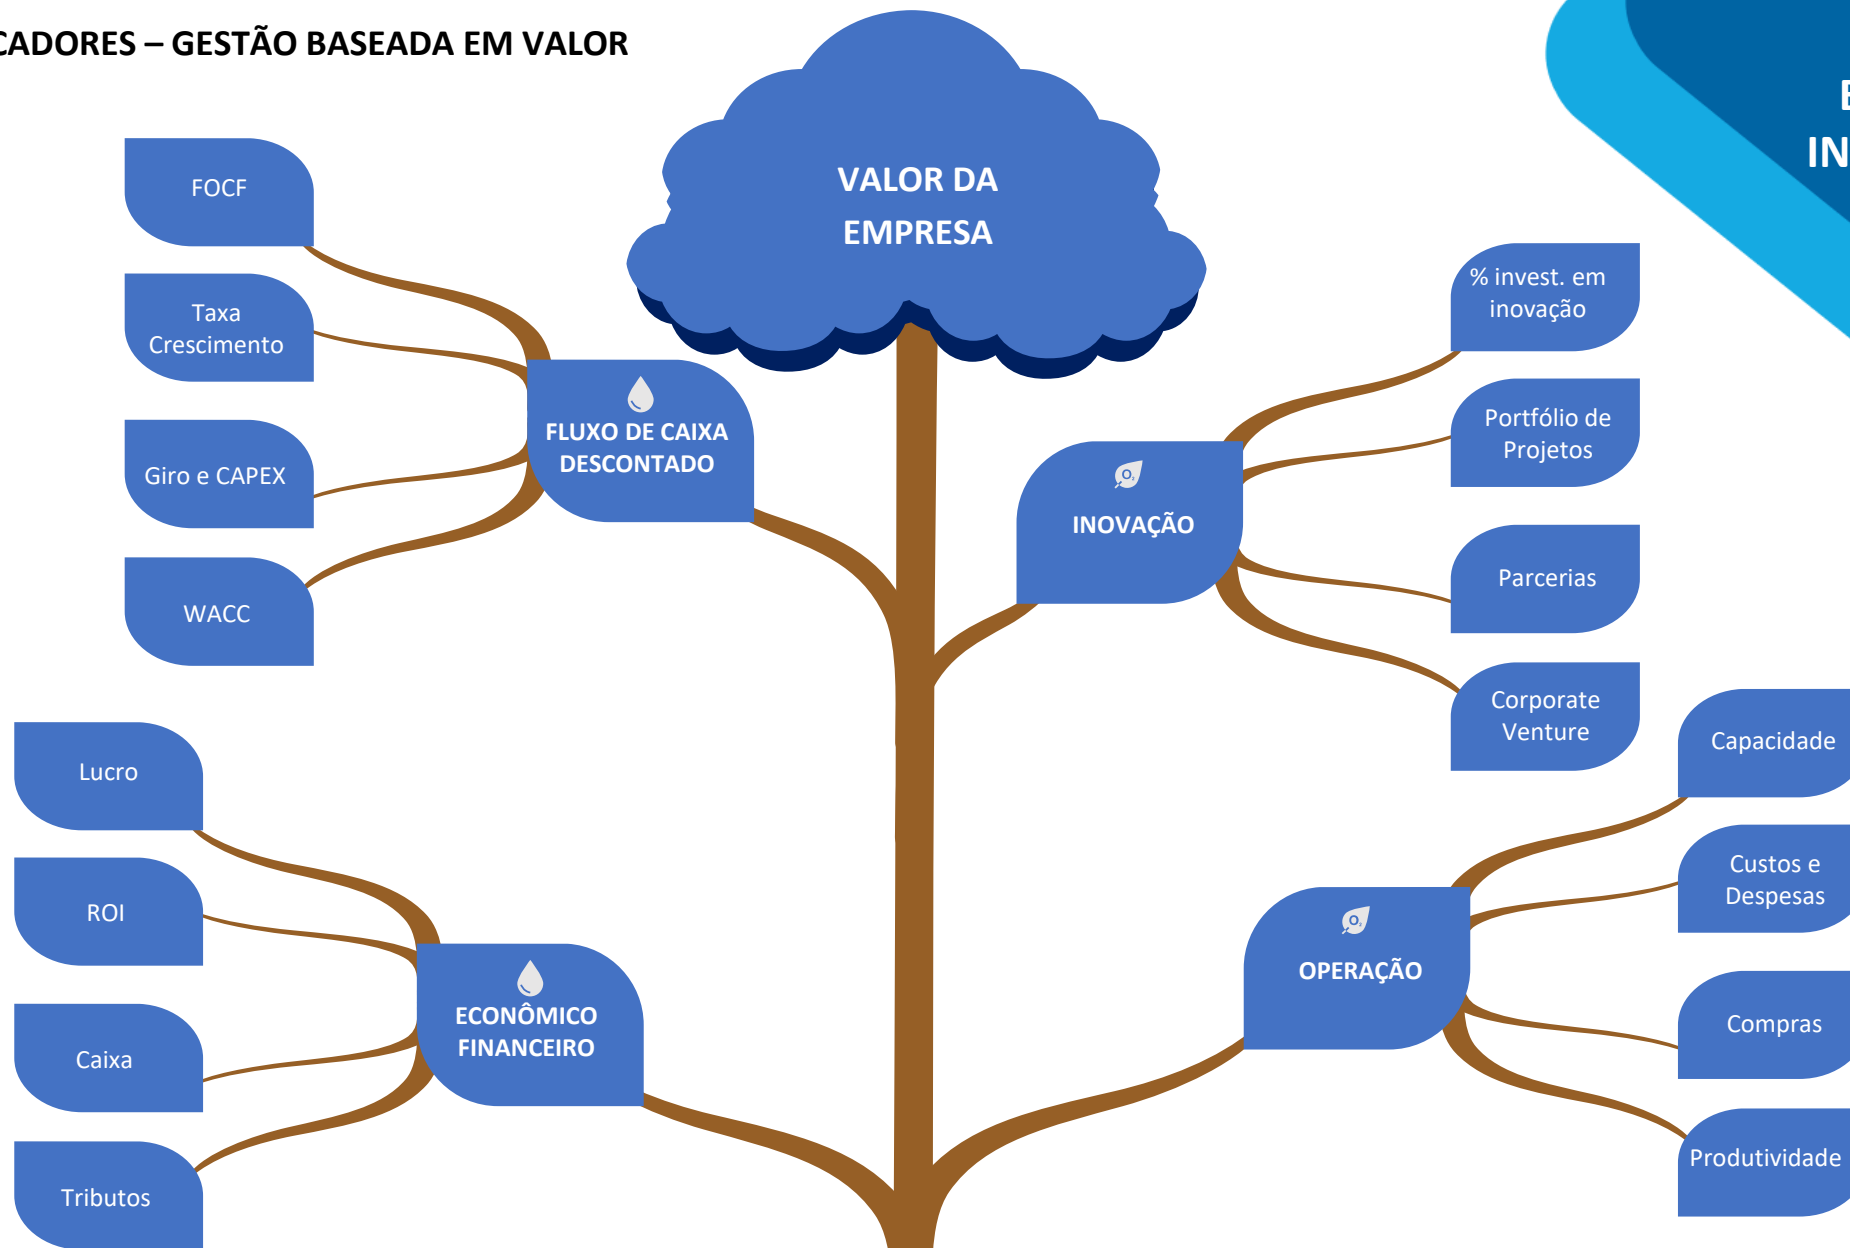 CADORES – GESTÃO BASEADA EM VALOR
VALOR DA
EMPRESA
FOCF
Taxa
Crescimento
Giro e CAPEX
WACC
FLUXO DE CAIXA
DESCONTADO
% invest. em
inovação
Portfólio de
Projetos
Parcerias
Corporate
Venture
O₂
INOVAÇÃO
Lucro
ROI
Caixa
Tributos
ECONÔMICO
FINANCEIRO
Capacidade
Custos e
Despesas
Compras
Produtividade
O₂
OPERAÇÃO
IN